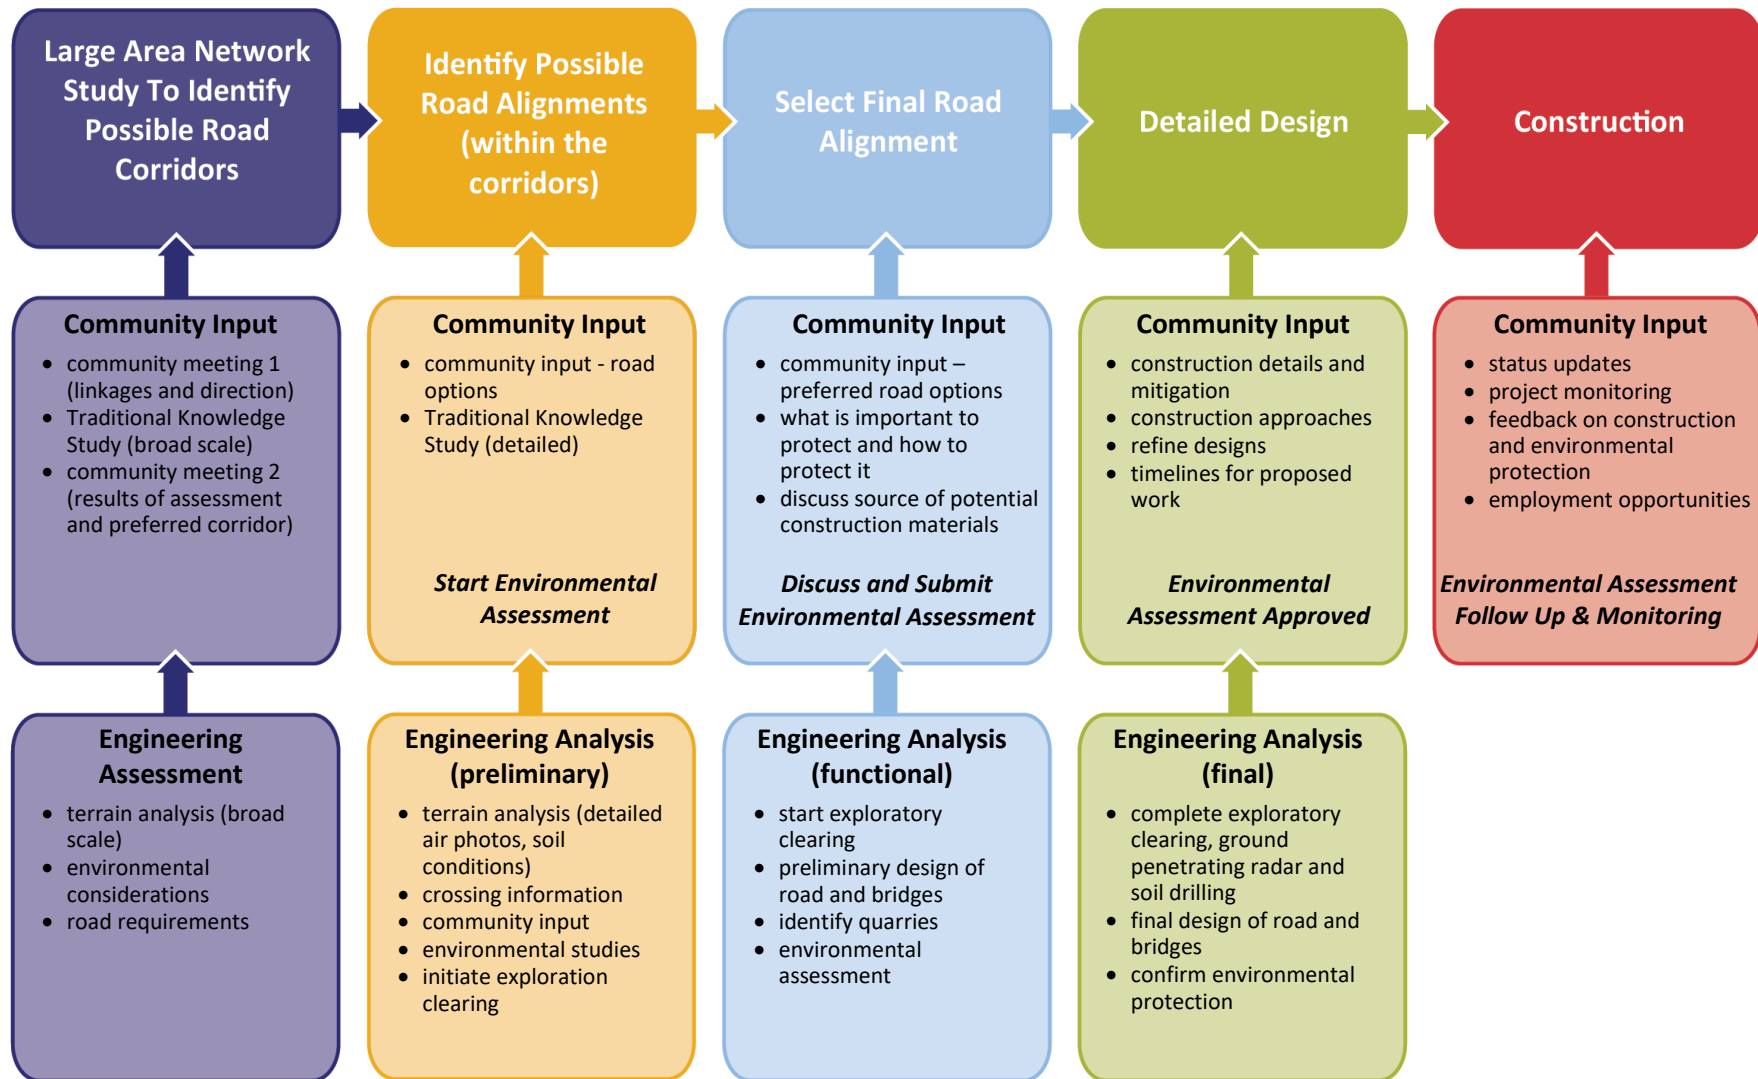 Large Area Network
Study To Identify
Possible Road
Corridors
Identify Possible
Road Alignments
(within the
corridors)
Select Final Road
Alignment
Detailed Design
Construction
Community Input
• community meeting 1
(linkages and direction)
• Traditional Knowledge
Study (broad scale)
• community meeting 2
(results of assessment
and preferred corridor)
Community Input
• community input - road
options
• Traditional Knowledge
Study (detailed)
Start Environmental
Assessment
Community Input
• community input –
preferred road options
• what is important to
protect and how to
protect it
• discuss source of potential
construction materials
Discuss and Submit
Environmental Assessment
Community Input
• construction details and
mitigation
• construction approaches
• refine designs
• timelines for proposed
work
Environmental
Assessment Approved
Community Input
• status updates
• project monitoring
• feedback on construction
and environmental
protection
• employment opportunities
Environmental Assessment
Follow Up & Monitoring
Engineering
Assessment
• terrain analysis (broad
scale)
• environmental
considerations
• road requirements
Engineering Analysis
(preliminary)
• terrain analysis (detailed
air photos, soil
conditions)
• crossing information
• community input
• environmental studies
• initiate exploration
clearing
Engineering Analysis
(functional)
• start exploratory
clearing
• preliminary design of
road and bridges
• identify quarries
• environmental
assessment
Engineering Analysis
(final)
• complete exploratory
clearing, ground
penetrating radar and
soil drilling
• final design of road and
bridges
• confirm environmental
protection